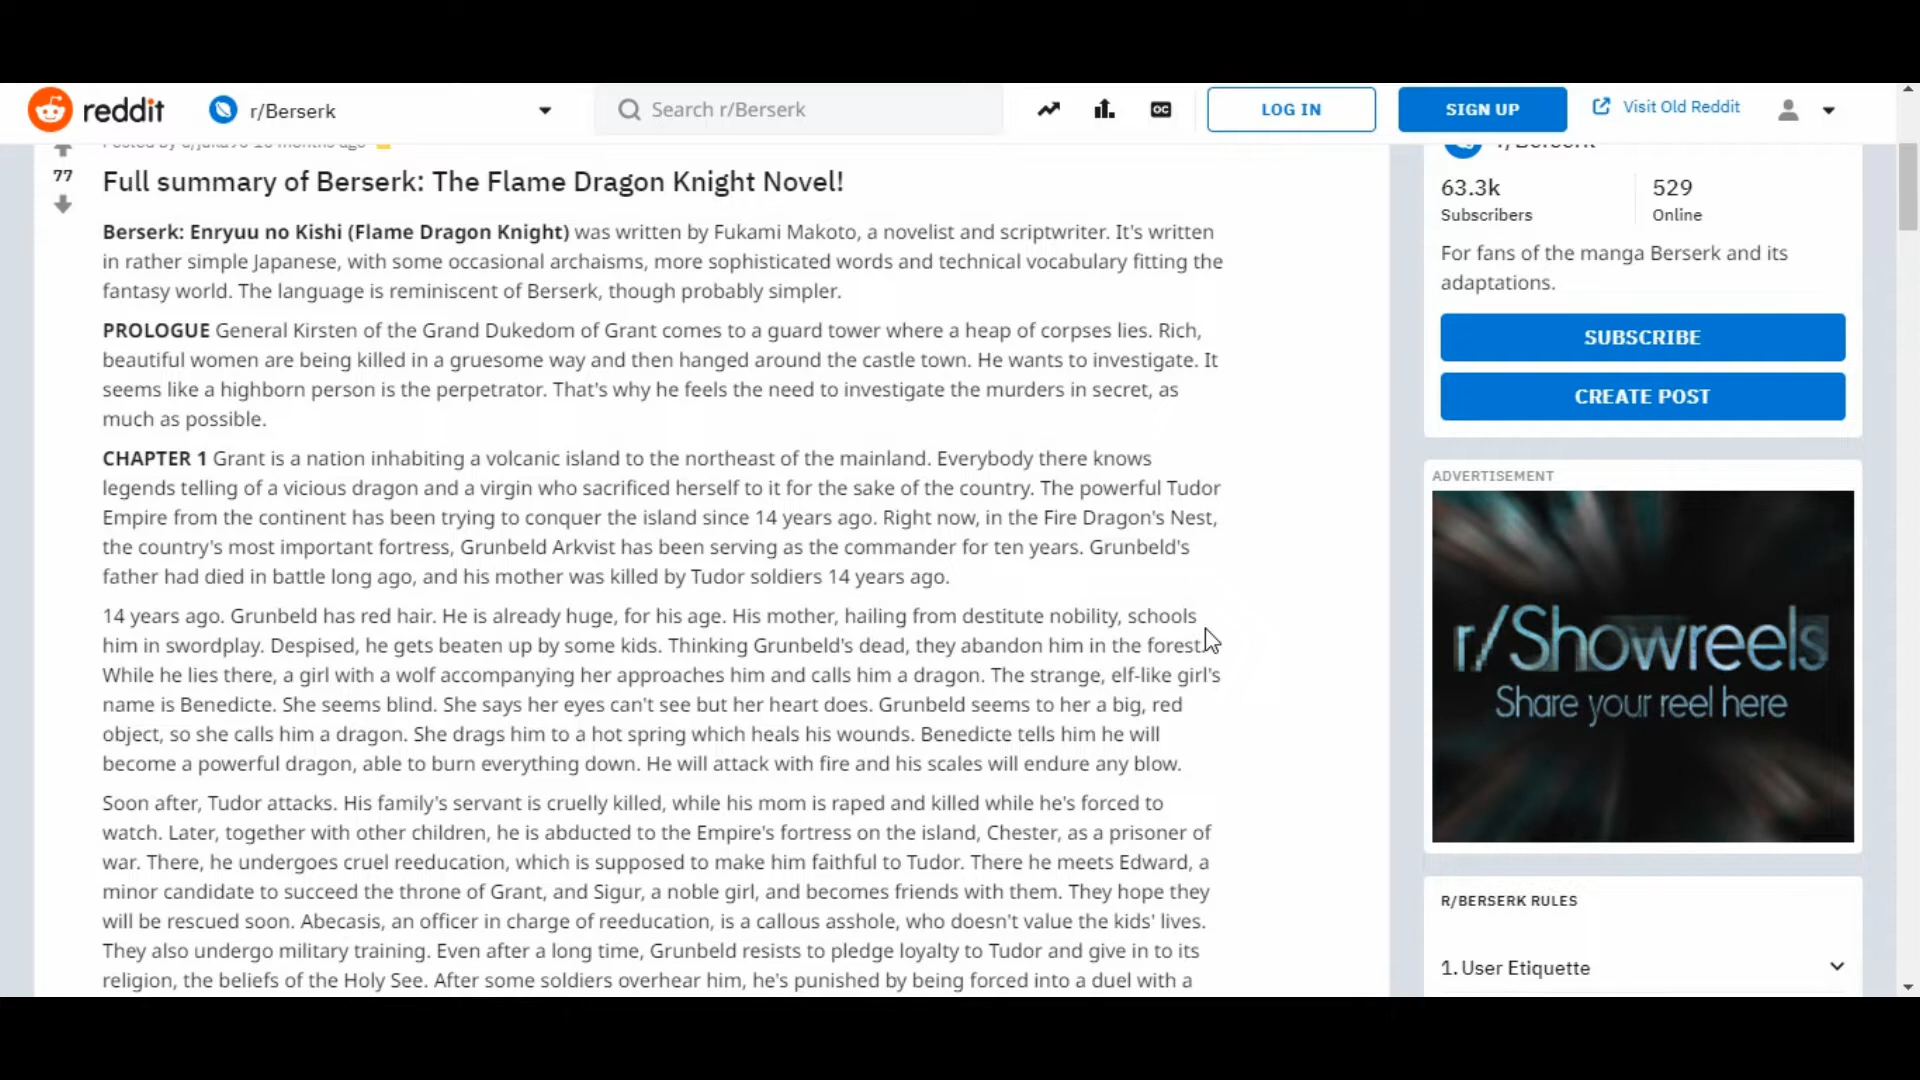 reddit
r/Berserk
Search r/Berserk
LOG IN
SIGN UP
Visit Old Reddit
77
Full summary of Berserk: The Flame Dragon Knight Novel!
Berserk: Enryuu no Kishi (Flame Dragon Knight) was written by Fukami Makoto, a novelist and scriptwriter. It's written
in rather simple Japanese, with some occasional archaisms, more sophisticated words and technical vocabulary fitting the
fantasy world. The language is reminiscent of Berserk, though probably simpler.
PROLOGUE General Kirsten of the Grand Dukedom of Grant comes to a guard tower where a heap of corpses lies. Rich,
beautiful women are being killed in a gruesome way and then hanged around the castle town. He wants to investigate. It
seems like a highborn person is the perpetrator. That's why he feels the need to investigate the murders in secret, as
much as possible.
CHAPTER 1 Grant is a nation inhabiting a volcanic island to the northeast of the mainland. Everybody there knows
legends telling of a vicious dragon and a virgin who sacrificed herself to it for the sake of the country. The powerful Tudor
Empire from the continent has been trying to conquer the island since 14 years ago. Right now, in the Fire Dragon's Nest,
the country's most important fortress, Grunbeld Arkvist has been serving as the commander for ten years. Grunbeld's
father had died in battle long ago, and his mother was killed by Tudor soldiers 14 years ago.
14 years ago. Grunbeld has red hair. He is already huge, for his age. His mother, hailing from destitute nobility, schools
him in swordplay. Despised, he gets beaten up by some kids. Thinking Grunbeld's dead, they abandon him in the forest.
While he lies there, a girl with a wolf accompanying her approaches him and calls him a dragon. The strange, elf-like girl's
name is Benedicte. She seems blind. She says her eyes can't see but her heart does. Grunbeld seems to her a big, red
object, so she calls him a dragon. She drags him to a hot spring which heals his wounds. Benedicte tells him he will
become a powerful dragon, able to burn everything down. He will attack with fire and his scales will endure any blow.
Soon after, Tudor attacks. His family's servant is cruelly killed, while his mom is raped and killed while he's forced to
watch. Later, together with other children, he is abducted to the Empire's fortress on the island, Chester, as a prisoner of
war. There, he undergoes cruel reeducation, which is supposed to make him faithful to Tudor. There he meets Edward, a
minor candidate to succeed the throne of Grant, and Sigur, a noble girl, and becomes friends with them. They hope they
will be rescued soon. Abecasis, an officer in charge of reeducation, is a callous asshole, who doesn't value the kids' lives.
They also undergo military training. Even after a long time, Grunbeld resists to pledge loyalty to Tudor and give in to its
religion, the beliefs of the Holy See. After some soldiers overhear him, he's punished by being forced into a duel with a
r/Berserk
63.3k
Subscribers
529
Online
For fans of the manga Berserk and its
adaptations.
SUBSCRIBE
CREATE POST
ADVERTISEMENT
r/Showreels
Share your reel here
R/BERSERK RULES
1. User Etiquette